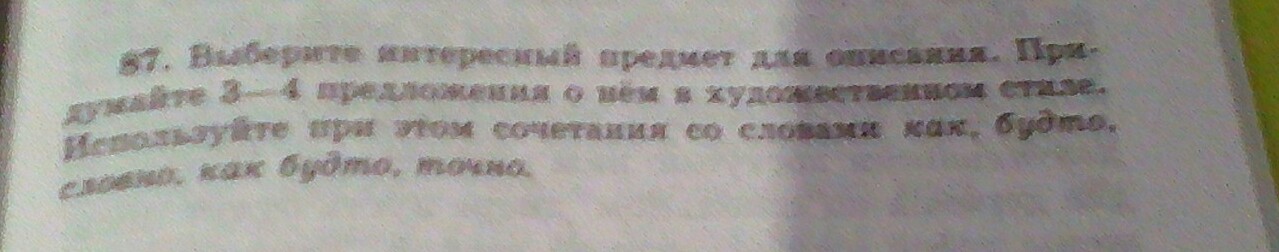 87. Выберите интересный предмет для описания. При-
думайте 3—4 предложения о нём в художественном стиле.
Используйте при этом сочетания со словами как, будто,
словно, как будто, точно.